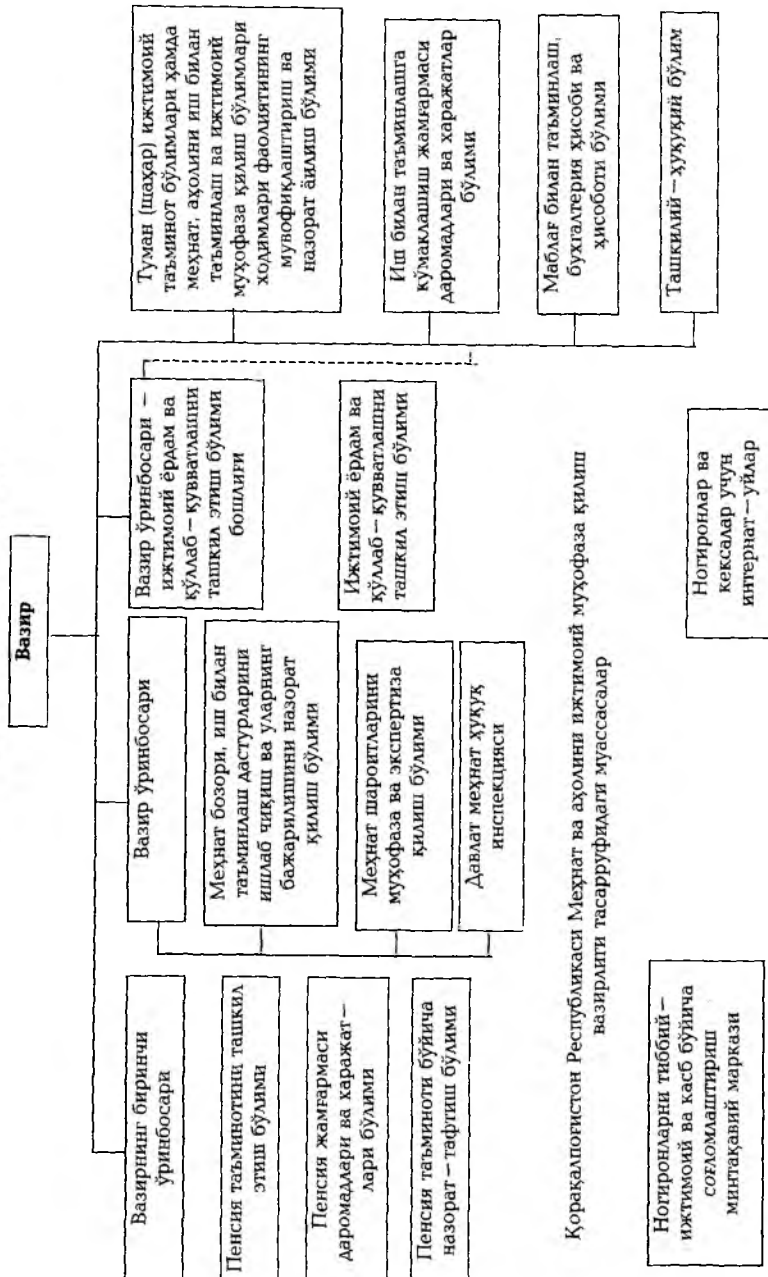 Вазир
Вазирнинг биринчи
ўринбосари
Пенсия таъминотини ташкил
этиш бўлими
Пенсия жамғармаси
даромадлари ва харажат—
лари бўлими
Пенсия таъминоти бўйича
назорат—тафтиш бўлими
Вазир ўринбосари
Меҳнат бозори, иш билан
таъминлаш дастурларини
ишлаб чиқиш ва уларнинг
бажарилишини назорат
қилиш бўлими
Меҳнат шароитларини
муҳофаза ва экспертиза
қилиш бўлими
Давлат меҳнат ҳуқуқ
инспекцияси
Вазир ўринбосари —
ижтимоий ёрдам ва
қўллаб—қувватлашни
ташкил этиш бўлими
бошлиғи
Ижтимоий ёрдам ва
қўллаб—қувватлашни
ташкил этиш бўлими
Туман (шаҳар) ижтимоий
таъминот бўлимлари ҳамда
меҳнат, аҳолини иш билан
таъминлаш ва ижтимоий
муҳофаза қилиш бўлимлари
ходимлари фаолиятининг
мувофиқлаштириш ва
назорат ёйилиш бўлими
Иш билан таъминлашга
кўмаклашиш жамғармаси
даромадлари ва харажатлар
бўлими
Маблағ билан таъминлаш,
бухгалтерия ҳисоби ва
ҳисоботи бўлими
Ташкилий—ҳуқуқий бўлим
Қорақалпоғистон Республикаси Меҳнат ва аҳолини ижтимоий муҳофаза қилиш
вазирлиги тасарруфидаги муассасалар
Ногиронларни тиббий—
ижтимоий ва касб бўйича
соғломлаштириш
минтақавий маркази
Ногиронлар ва
кексалар учун
интернат—уйлар